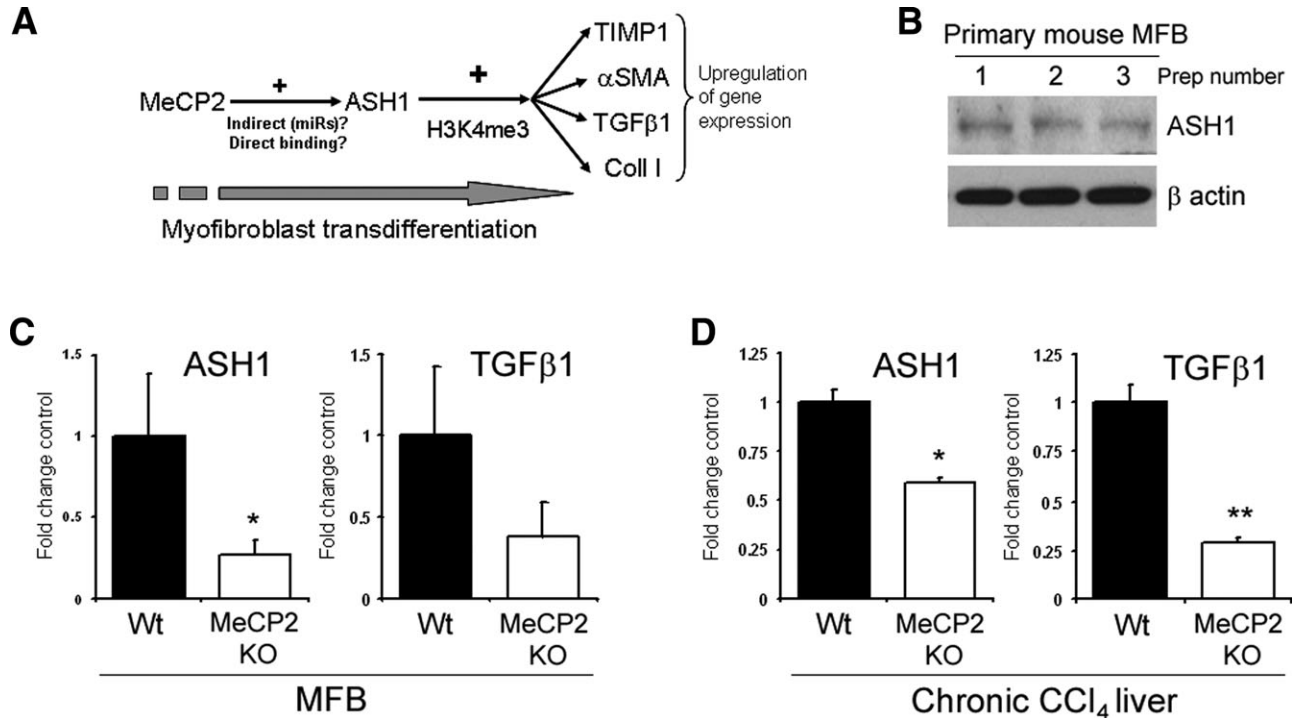 A
MeCP2
+
Indirect (miRs)?
Direct binding?
ASH1
+
H3K4me3
TIMP1
αSMA
TGFβ1
Coll I
Upregulation
of gene
expression
Myofibroblast transdifferentiation
B
Primary mouse MFB
1 2 3 Prep number
ASH1
β actin
C
Fold change control
1.5
1
0.5
0
ASH1
*
Wt
MeCP2
KO
Fold change control
1.5
1
0.5
0
TGFβ1
Wt
MeCP2
KO
MFB
D
Fold change control
1.25
1
0.75
0.5
0.25
0
ASH1
*
Wt
MeCP2
KO
Fold change control
1.25
1
0.75
0.5
0.25
0
TGFβ1
**
Wt
MeCP2
KO
Chronic CCl₄ liver